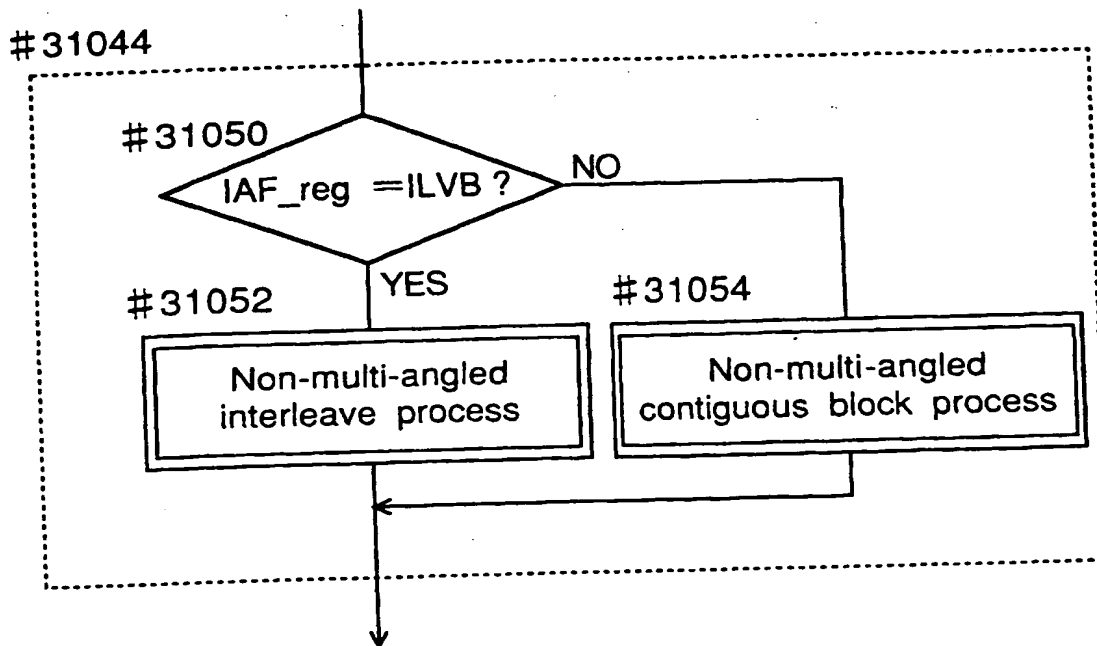 #31044
#31050
IAF_reg =ILVB ?
NO
YES
#31052
#31054
Non-multi-angled
interleave process
Non-multi-angled
contiguous block process